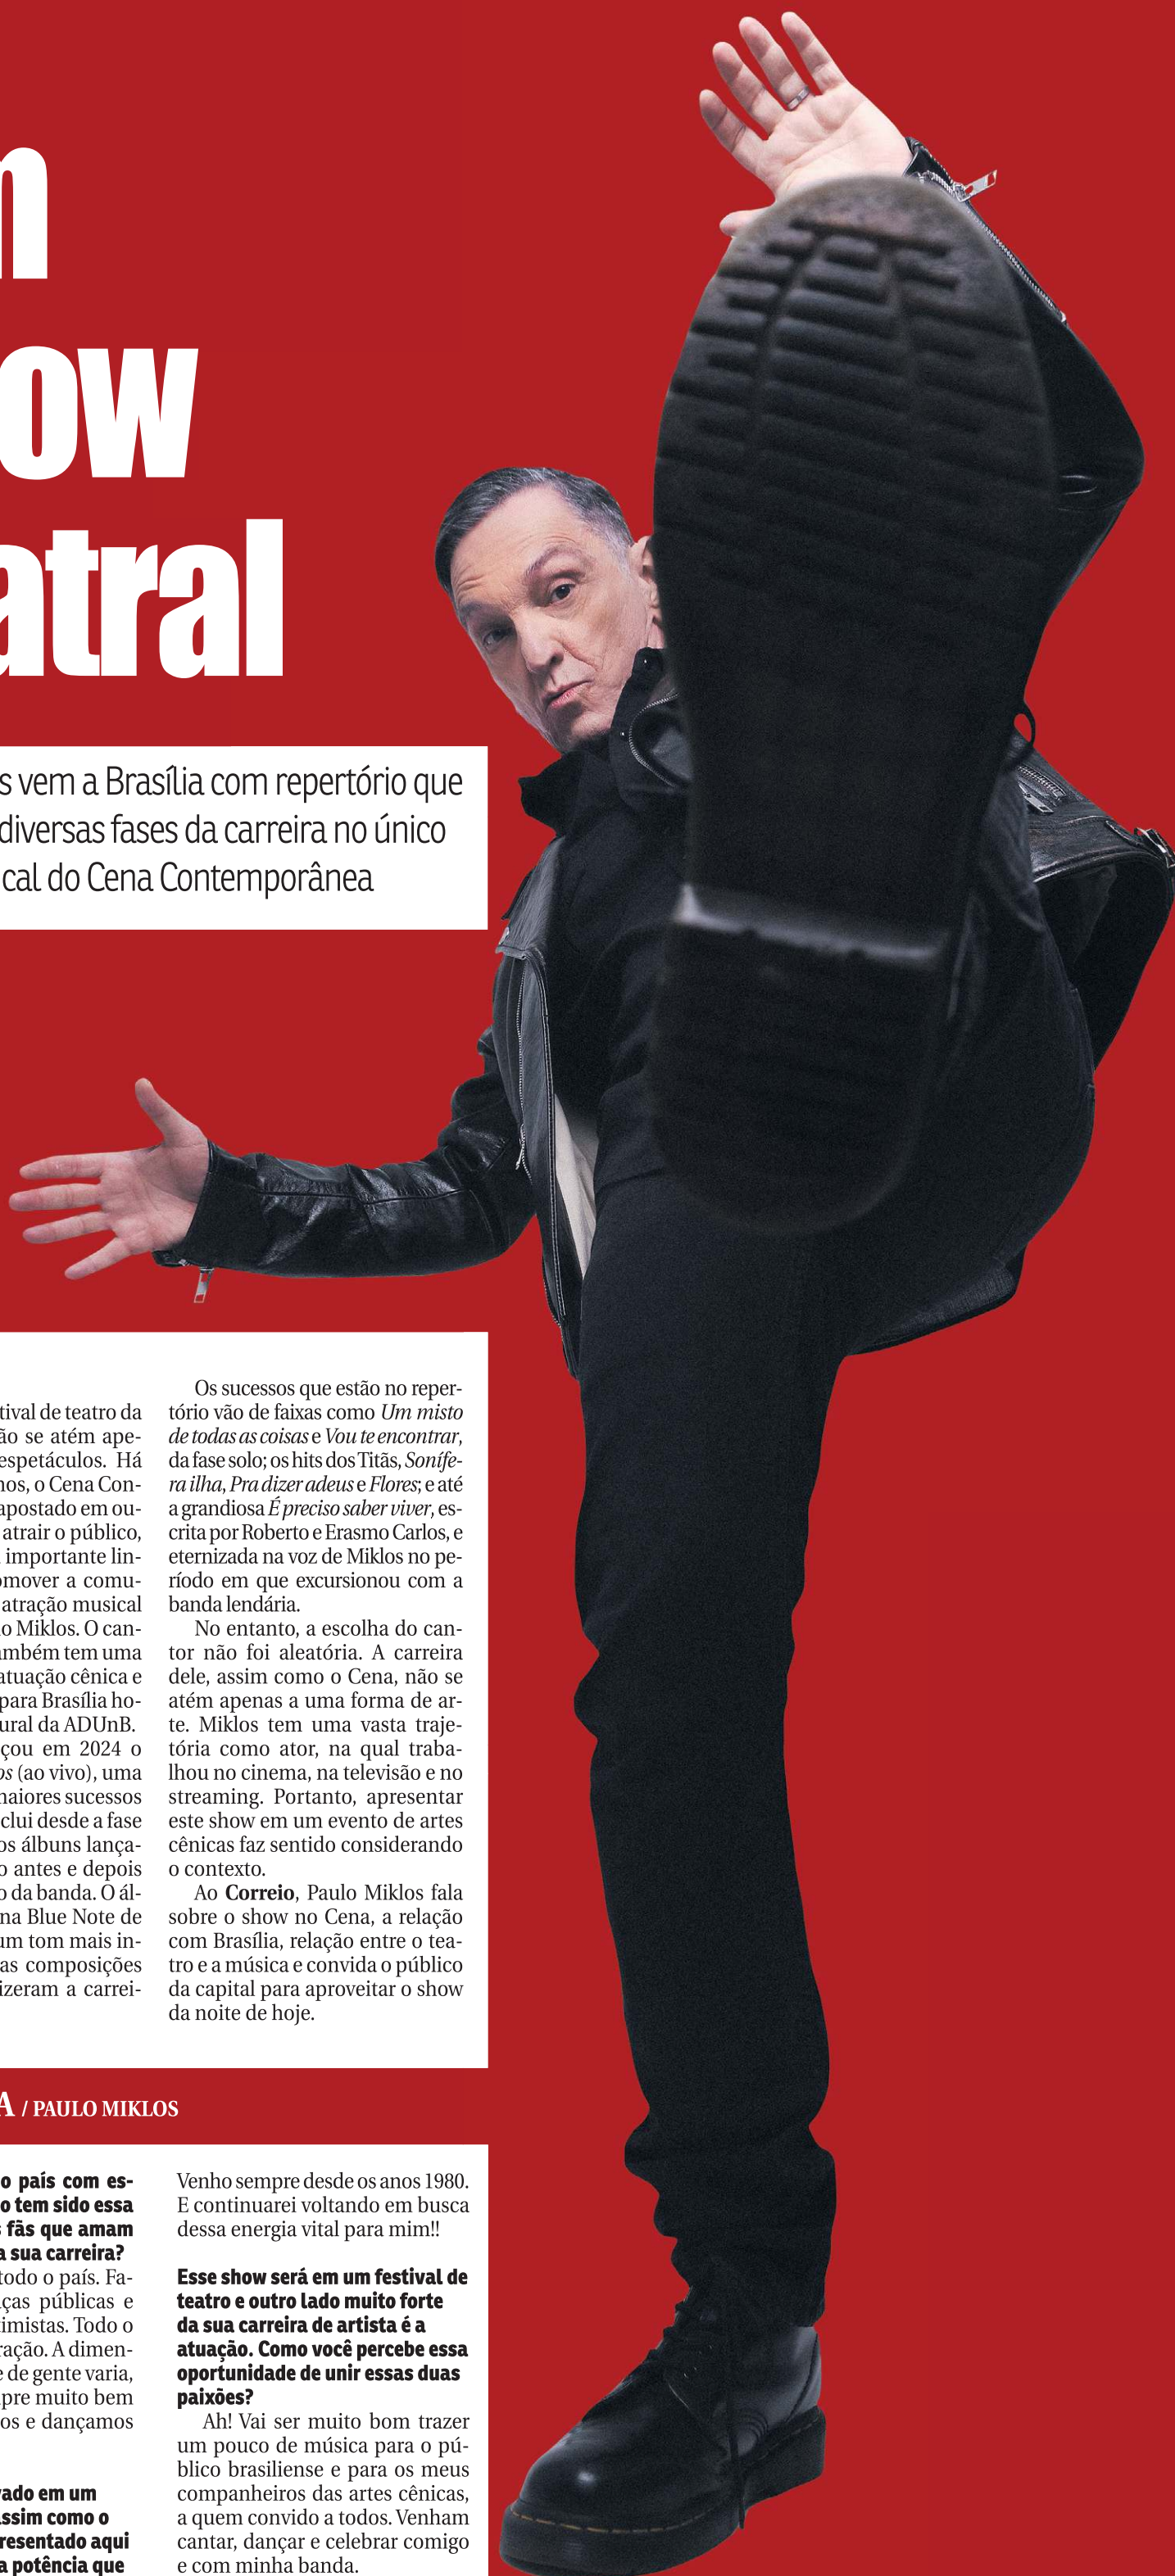 ow
atral
s vem a Brasília com repertório que
diversas fases da carreira no único
cal do Cena Contemporânea
tival de teatro da
ão se atém ape-
espetáculos. Há
nos, o Cena Con-
apostado em ou-
atrair o público,
importante lin-
omover a comu-
atração musical
o Miklos. O can-
ambém tem uma
atuação cênica e
para Brasília ho-
ural da ADUnB.
çou em 2024 o
os (ao vivo), uma
naiores sucessos
clui desde a fase
os álbuns lança-
o antes e depois
o da banda. O ál-
na Blue Note de
um tom mais in-
as composições
izeram a carrei-
Os sucessos que estão no reper-
tório vão de faixas como Um misto
de todas as coisas e Vou te encontrar,
da fase solo; os hits dos Titãs, Sonífe-
ra ilha, Pra dizer adeus e Flores; e até
a grandiosa É preciso saber viver, es-
crita por Roberto e Erasmo Carlos, e
eternizada na voz de Miklos no pe-
ríodo em que excursionou com a
banda lendária.
No entanto, a escolha do can-
tor não foi aleatória. A carreira
dele, assim como o Cena, não se
atém apenas a uma forma de ar-
te. Miklos tem uma vasta traje-
tória como ator, na qual traba-
lhou no cinema, na televisão e no
streaming. Portanto, apresentar
este show em um evento de artes
cênicas faz sentido considerando
o contexto.
Ao Correio, Paulo Miklos fala
sobre o show no Cena, a relação
com Brasília, relação entre o tea-
tro e a música e convida o público
da capital para aproveitar o show
da noite de hoje.
A / PAULO MIKLOS
o país com es-
o tem sido essa
s fãs que amam
a sua carreira?
todo o país. Fa-
ças públicas e
timistas. Todo o
ração. A dimen-
e de gente varia,
pre muito bem
os e dançamos
vado em um
assim como o
resentado aqui
a potência que
Venho sempre desde os anos 1980.
E continuarei voltando em busca
dessa energia vital para mim!!
Esse show será em um festival de
teatro e outro lado muito forte
da sua carreira de artista é a
atuação. Como você percebe essa
oportunidade de unir essas duas
paixões?
Ah! Vai ser muito bom trazer
um pouco de música para o pú-
blico brasiliense e para os meus
companheiros das artes cênicas,
a quem convido a todos. Venham
cantar, dançar e celebrar comigo
e com minha banda.